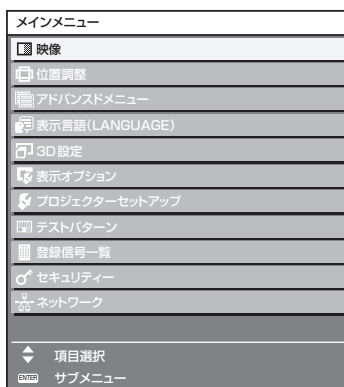 メインメニュー
映像
位置調整
アドバンスドメニュー
表示言語(LANGUAGE)
3D設定
表示オプション
プロジェクターセットアップ
テストパターン
登録信号一覧
セキュリティー
ネットワーク
項目選択
ENTER サブメニュー